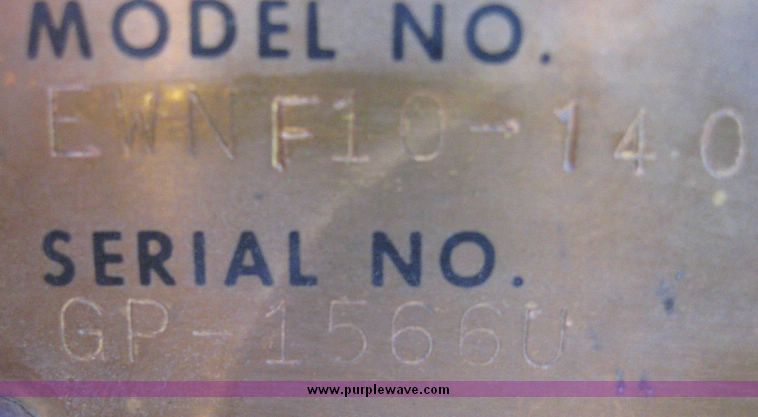 MODEL NO.
EWNF10-140
SERIAL NO.
GP-1566U
www.purplewave.com